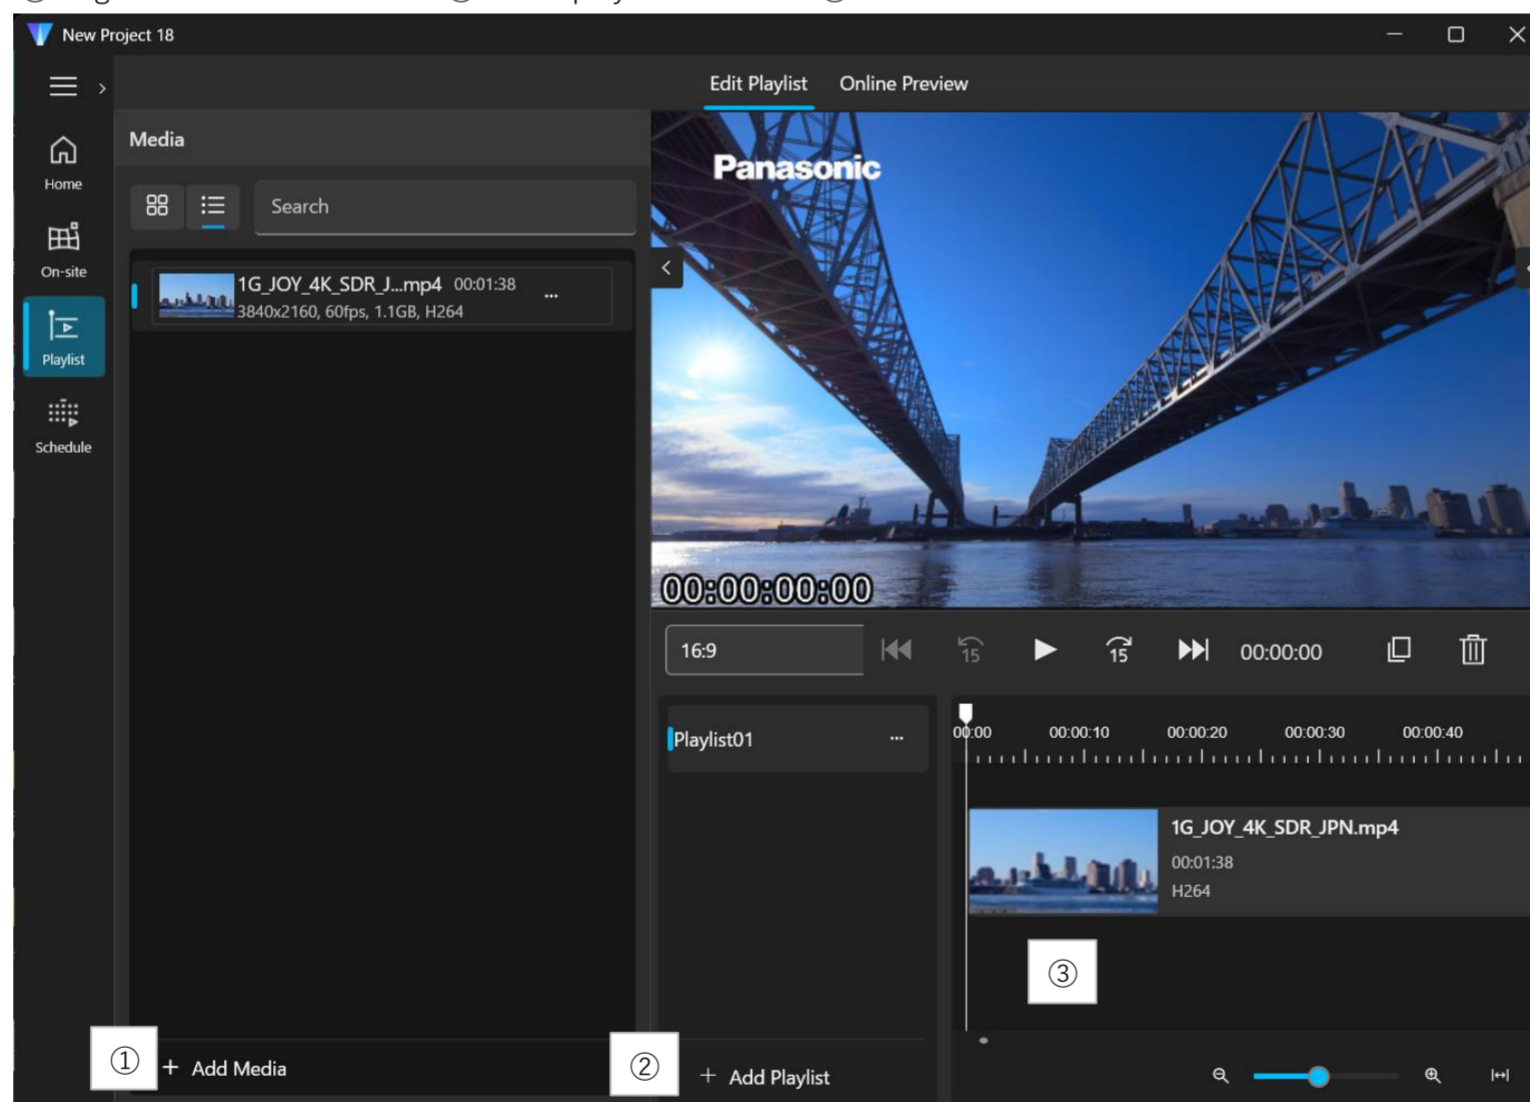 New Project 18
Edit Playlist Online Preview
Media
Home
Search
On-site
1G_JOY_4K_SDR_J...mp4 00:01:38
3840x2160, 60fps, 1.1GB, H264
Playlist
Schedule
Panasonic
00:00:00:00
16:9 15 15 00:00:00
Playlist01
00:00 00:00:10 00:00:20 00:00:30 00:00:40
1G_JOY_4K_SDR_JPN.mp4
00:01:38
H264
③
① + Add Media
② + Add Playlist